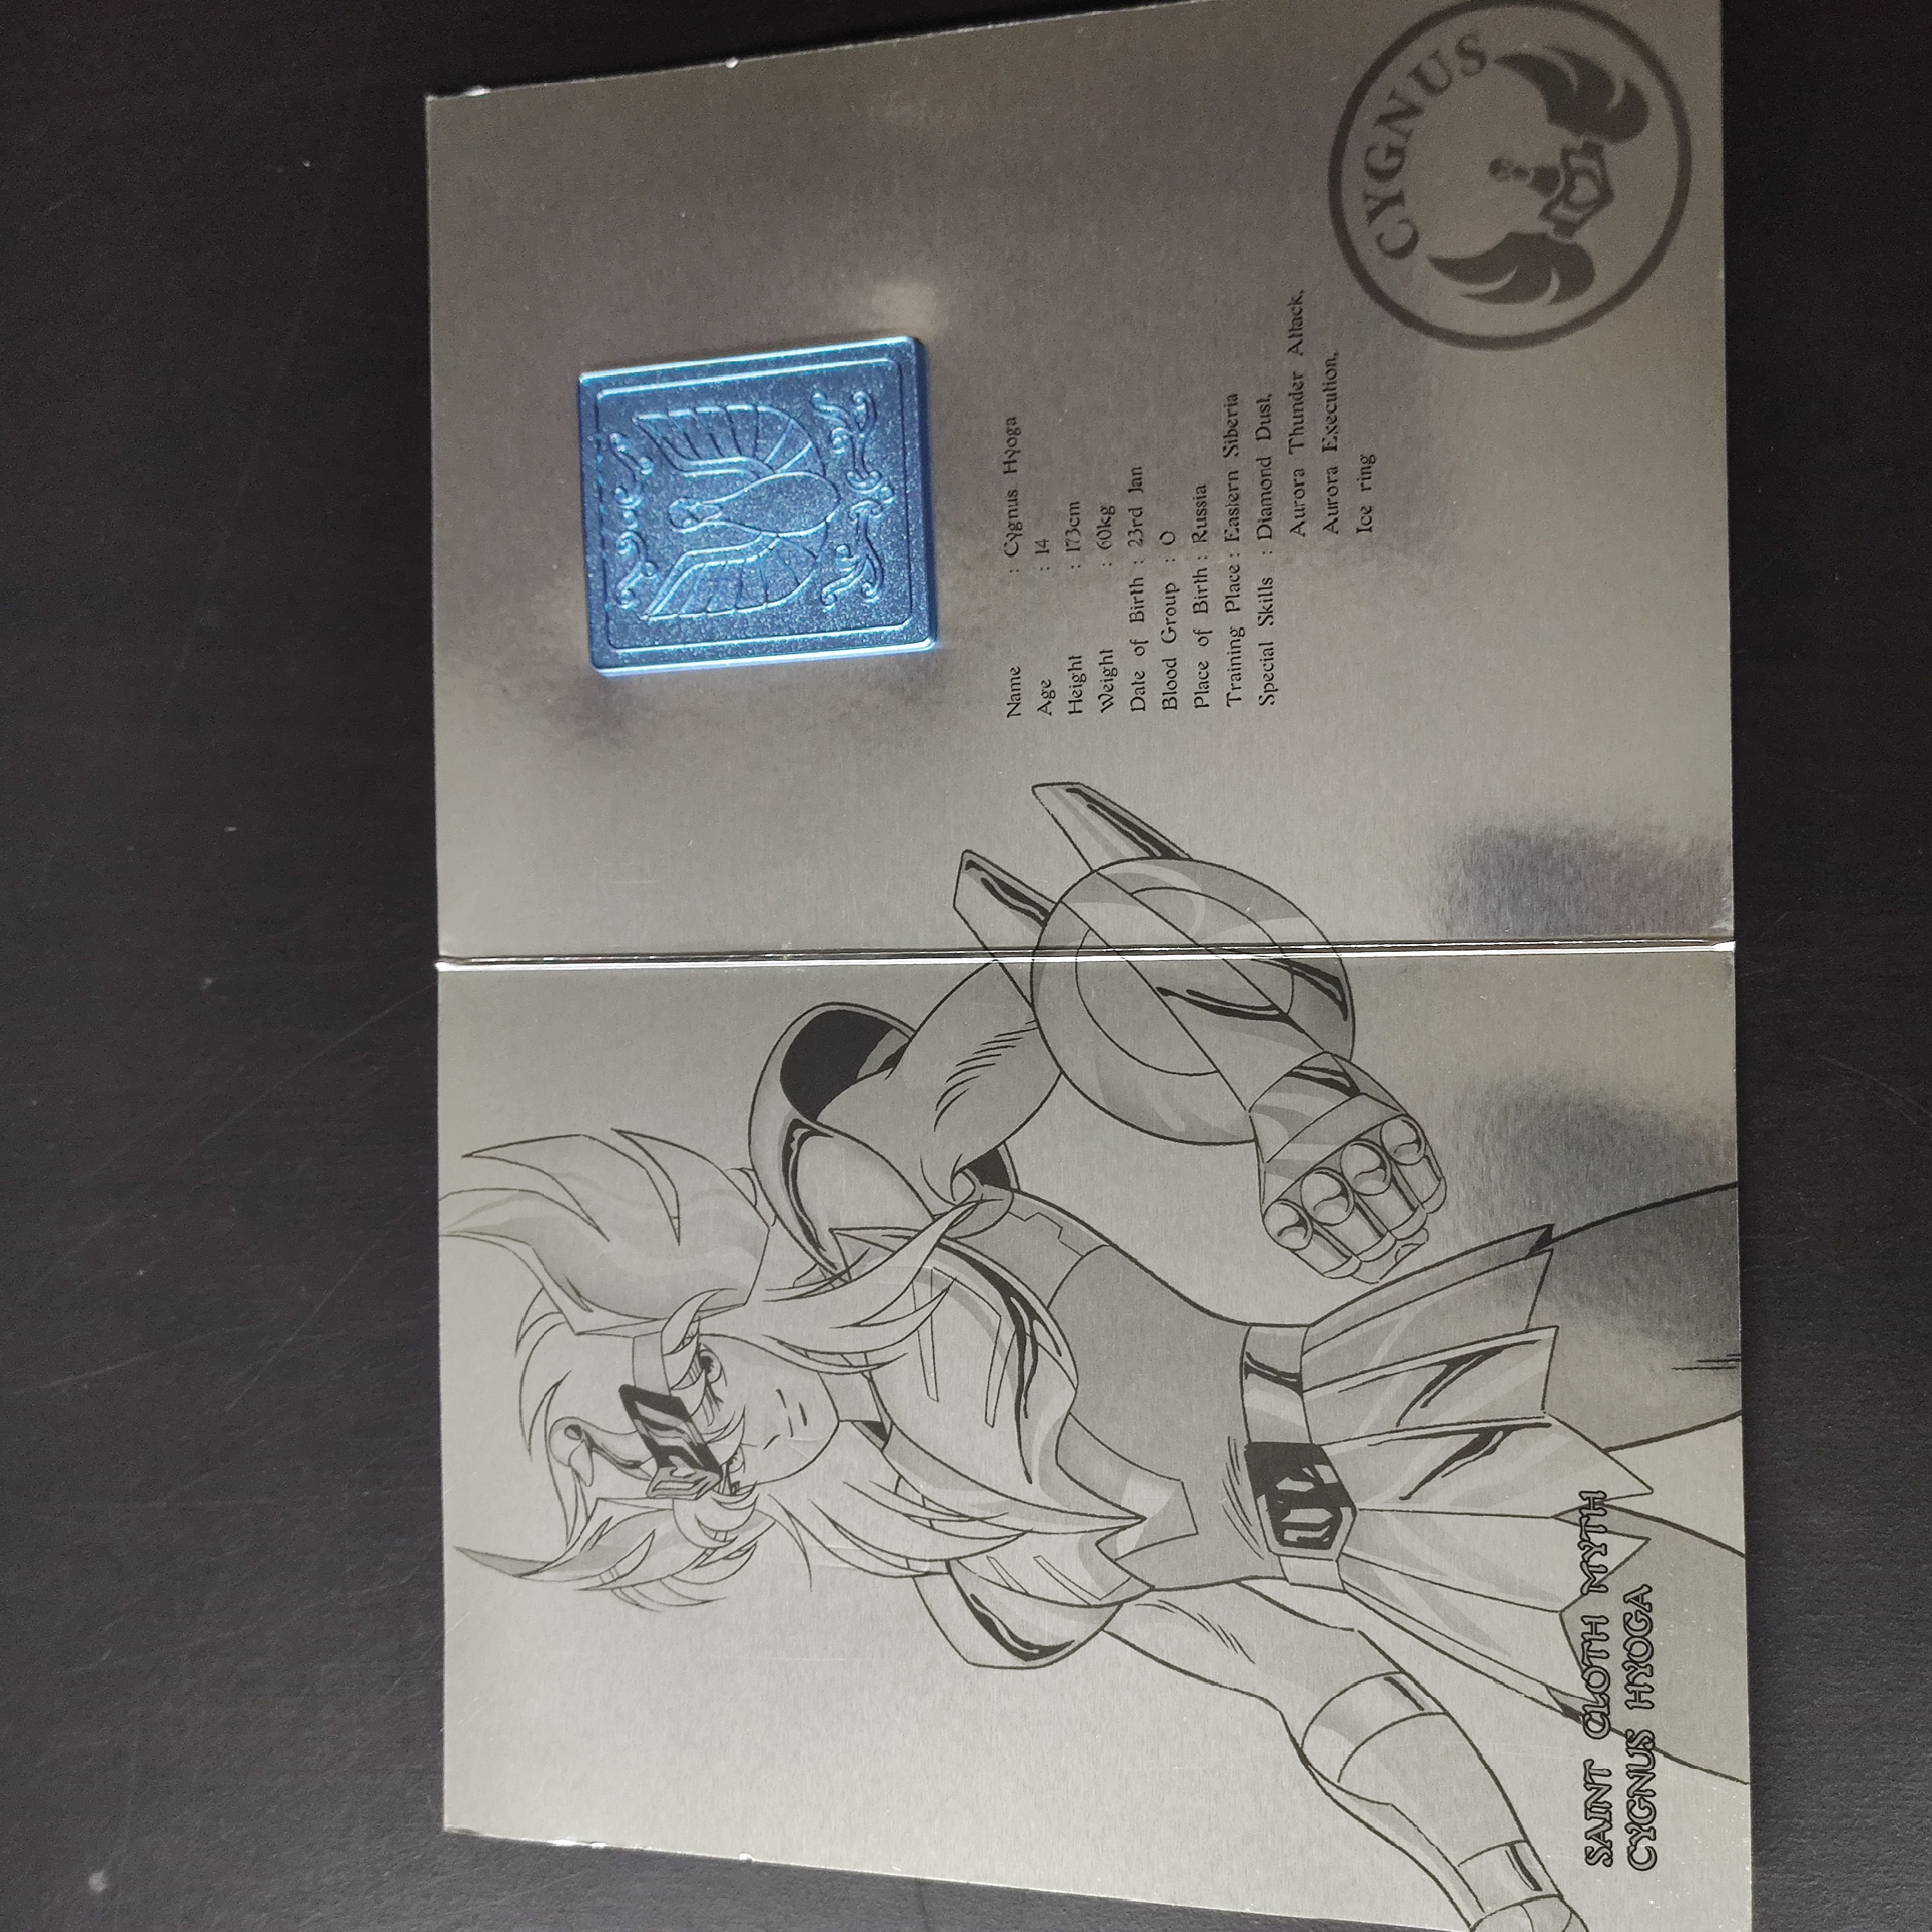 SAINT CLOTH MYTH
CYGNUS HYOGA
Name : Cygnus Hyoga
Age : 14
Height : 173cm
Weight : 60kg
Date of Birth : 23rd Jan
Blood Group : O
Place of Birth : Russia
Training Place : Eastern Siberia
Special Skills : Diamond Dust,
Aurora Thunder Attack,
Aurora Execution,
Ice ring
CYGNUS